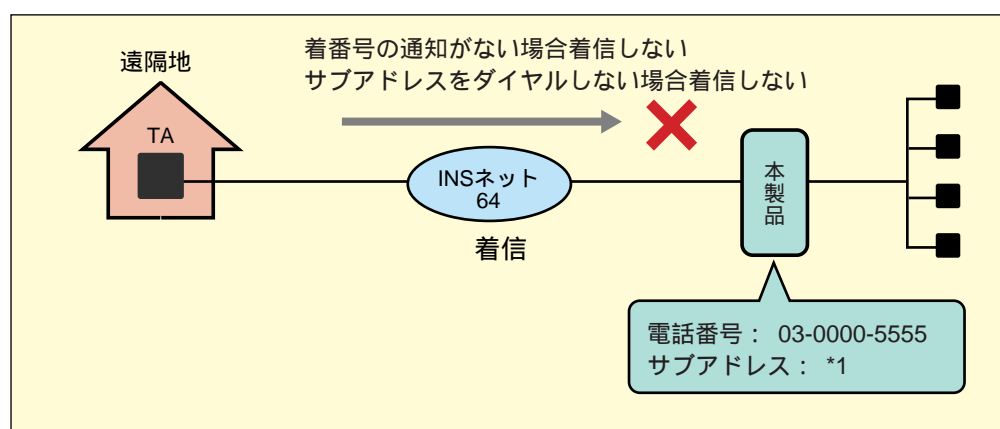 着番号の通知がない場合着信しない
サブアドレスをダイヤルしない場合着信しない
遠隔地
TA
INSネット
64
着信
本製品
電話番号： 03-0000-5555
サブアドレス： *1